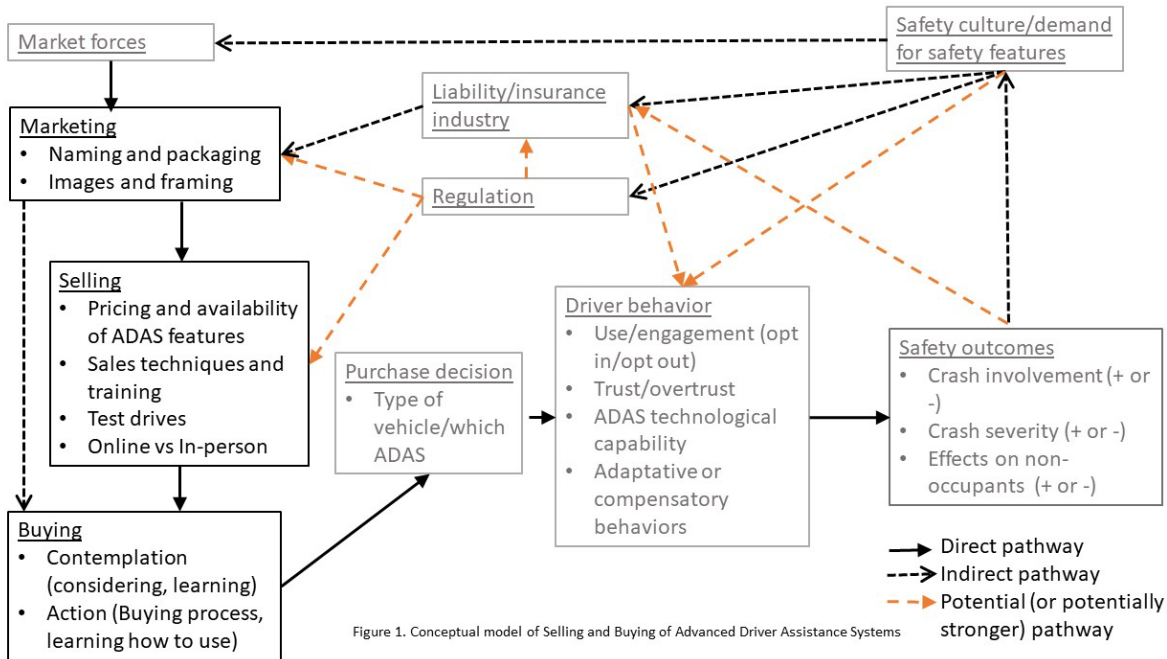 Market forces
Safety culture/demand
for safety features
Liability/insurance
industry
Marketing
• Naming and packaging
• Images and framing
Regulation
Selling
• Pricing and availability
of ADAS features
• Sales techniques and
training
• Test drives
• Online vs In-person
Purchase decision
• Type of
vehicle/which
ADAS
Driver behavior
• Use/engagement (opt
in/opt out)
• Trust/overtrust
• ADAS technological
capability
• Adaptative or
compensatory
behaviors
Safety outcomes
• Crash involvement (+ or
-)
• Crash severity (+ or -)
• Effects on non-
occupants (+ or -)
Buying
• Contemplation
(considering, learning)
• Action (Buying process,
learning how to use)
Direct pathway
Indirect pathway
Potential (or potentially
stronger) pathway
Figure 1. Conceptual model of Selling and Buying of Advanced Driver Assistance Systems